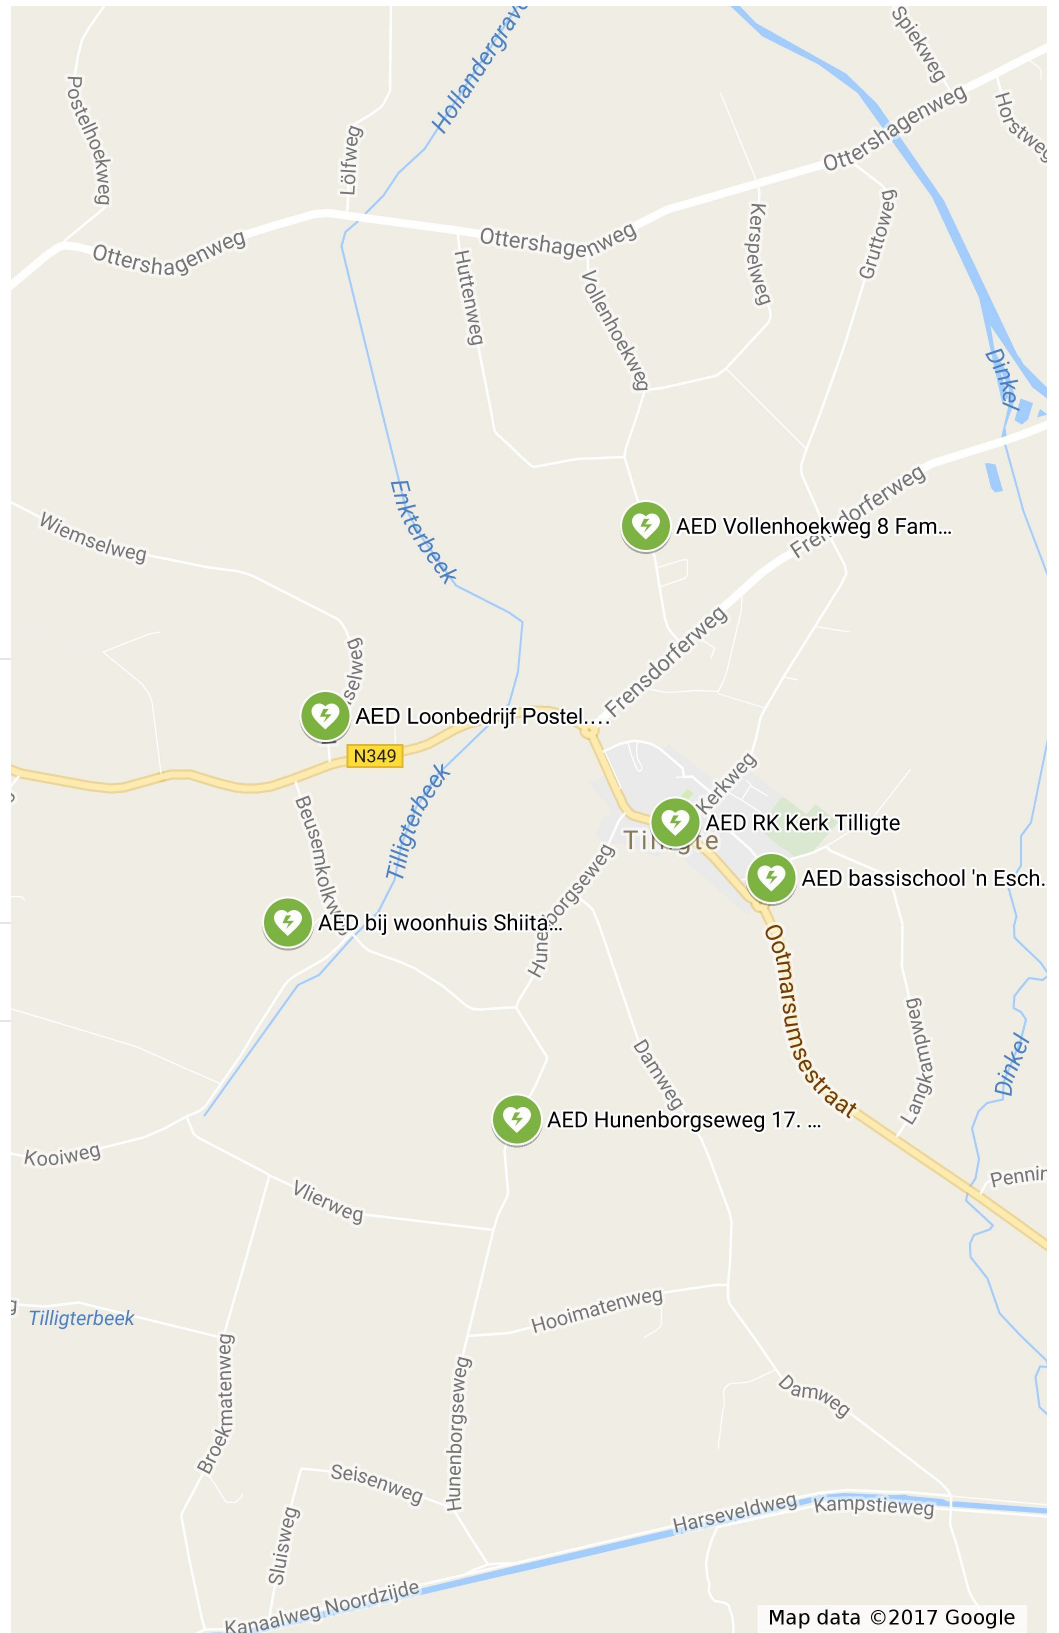 Spiekweg
Hollandergrave
Postelhoekweg
Lölfweg
Ottershagenweg
Horstweg
Ottershagenweg
Ottershagenweg
Kerspelweg
Gruttoweg
Huttenweg
Vollenhoekweg
Dinkel
Enkterbeek
Wiemselweg
AED Vollenhoekweg 8 Fam...
Frensdorferweg
Frensdorferweg
selweg
AED Loonbedrijf Postel....
N349
Kerkweg
Tilligterbeek
Beusemkolkweg
AED RK Kerk Tilligte
Tilligte
AED bassischool 'n Esch.
Hunenborgseweg
AED bij woonhuis Shiita...
Ootmarsumsestraat
Langkampweg
Damweg
Dinkel
AED Hunenborgseweg 17. ...
Kooiweg
Pennin
Vlierweg
Hooimatenweg
Tilligterbeek
Broekmatenweg
Hunenborgseweg
Damweg
Seisenweg
Harseveldweg
Kampstieweg
Sluisweg
Kanaalweg Noordzijde
Map data ©2017 Google